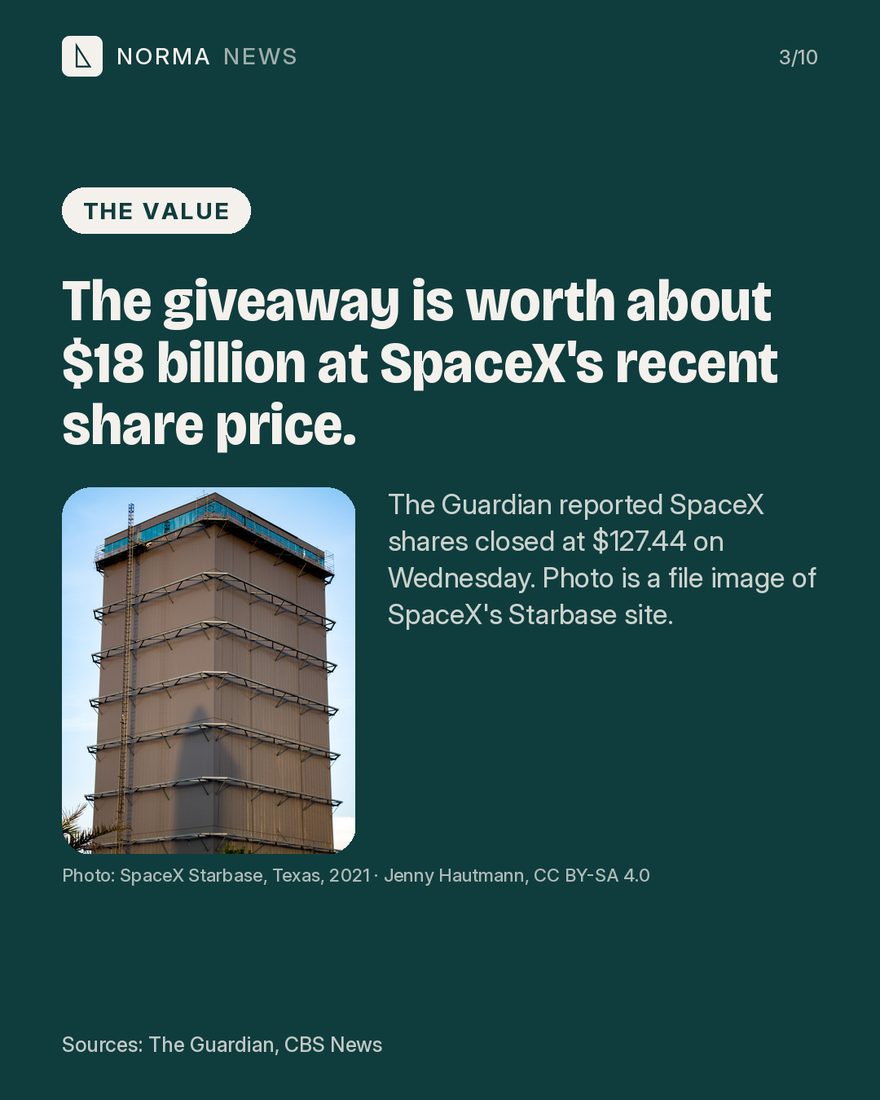 NORMA NEWS
3/10
THE VALUE
The giveaway is worth about
$18 billion at SpaceX's recent
share price.
The Guardian reported SpaceX
shares closed at $127.44 on
Wednesday. Photo is a file image of
SpaceX's Starbase site.
Photo: SpaceX Starbase, Texas, 2021 · Jenny Hautmann, CC BY-SA 4.0
Sources: The Guardian, CBS News